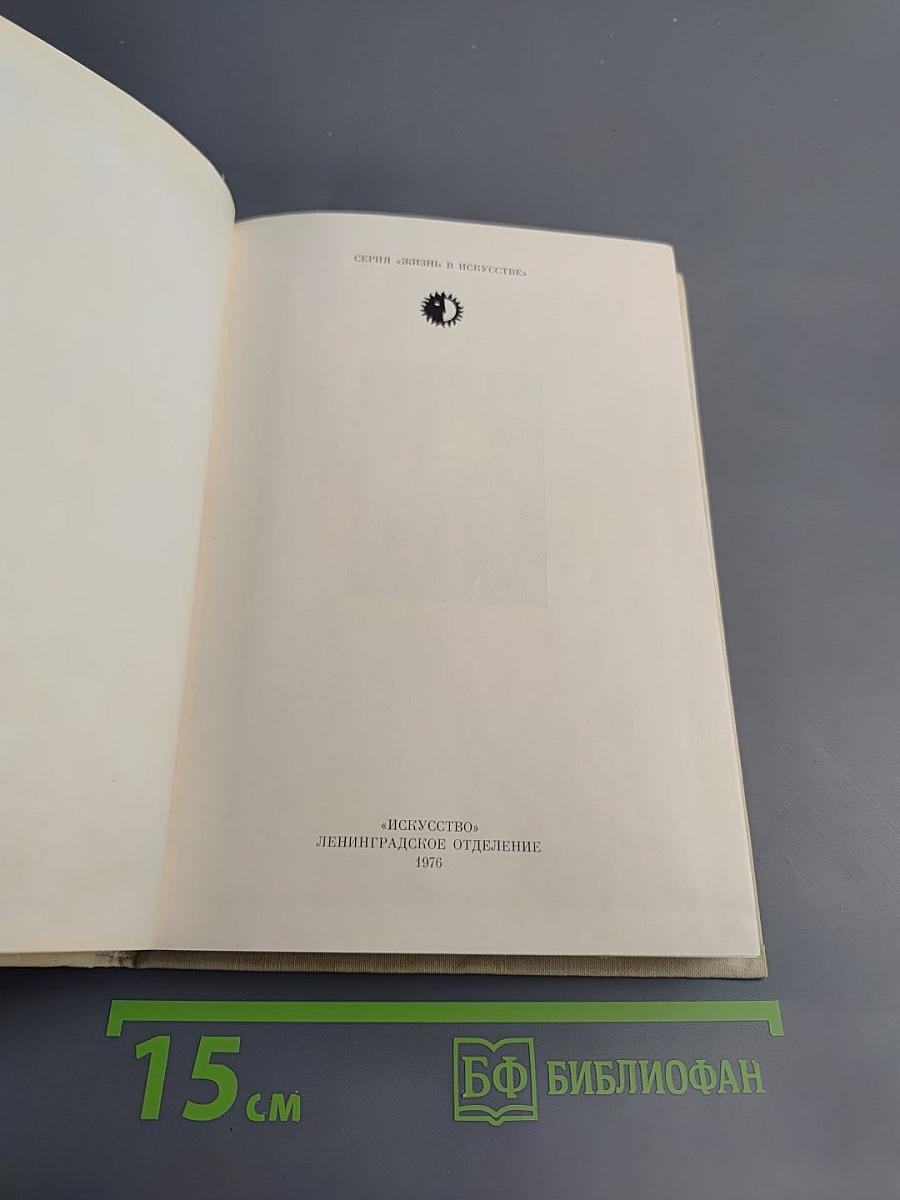 СЕРИЯ «ЖИЗНЬ В ИСКУССТВЕ»
«ИСКУССТВО»
ЛЕНИНГРАДСКОЕ ОТДЕЛЕНИЕ
1976
15 см
БФ БИБЛИОФАН